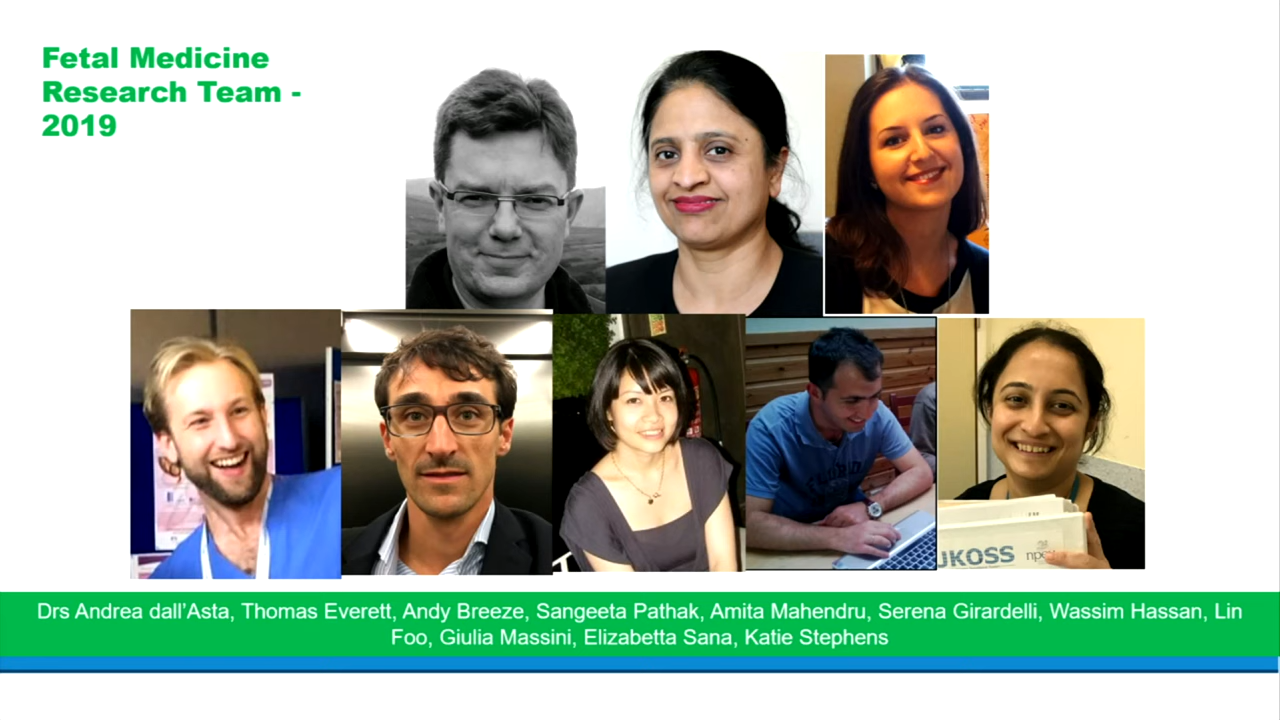 Fetal Medicine
Research Team -
2019
UKOSS
Drs Andrea dall'Asta, Thomas Everett, Andy Breeze, Sangeeta Pathak, Amita Mahendru, Serena Girardelli, Wassim Hassan, Lin
Foo, Giulia Massini, Elizabetta Sana, Katie Stephens